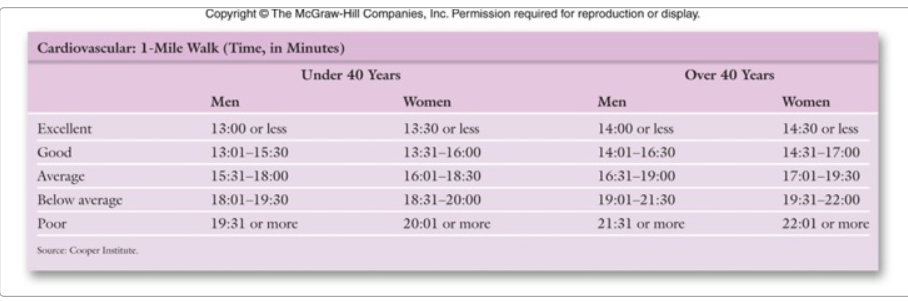 Copyright © The McGraw-Hill Companies, Inc. Permission required for reproduction or display.
Cardiovascular: 1-Mile Walk (Time, in Minutes)
Under 40 Years Over 40 Years
Men Women Men Women
Excellent 13:00 or less 13:30 or less 14:00 or less 14:30 or less
Good 13:01–15:30 13:31–16:00 14:01–16:30 14:31–17:00
Average 15:31–18:00 16:01–18:30 16:31–19:00 17:01–19:30
Below average 18:01–19:30 18:31–20:00 19:01–21:30 19:31–22:00
Poor 19:31 or more 20:01 or more 21:31 or more 22:01 or more
Source: Cooper Institute.